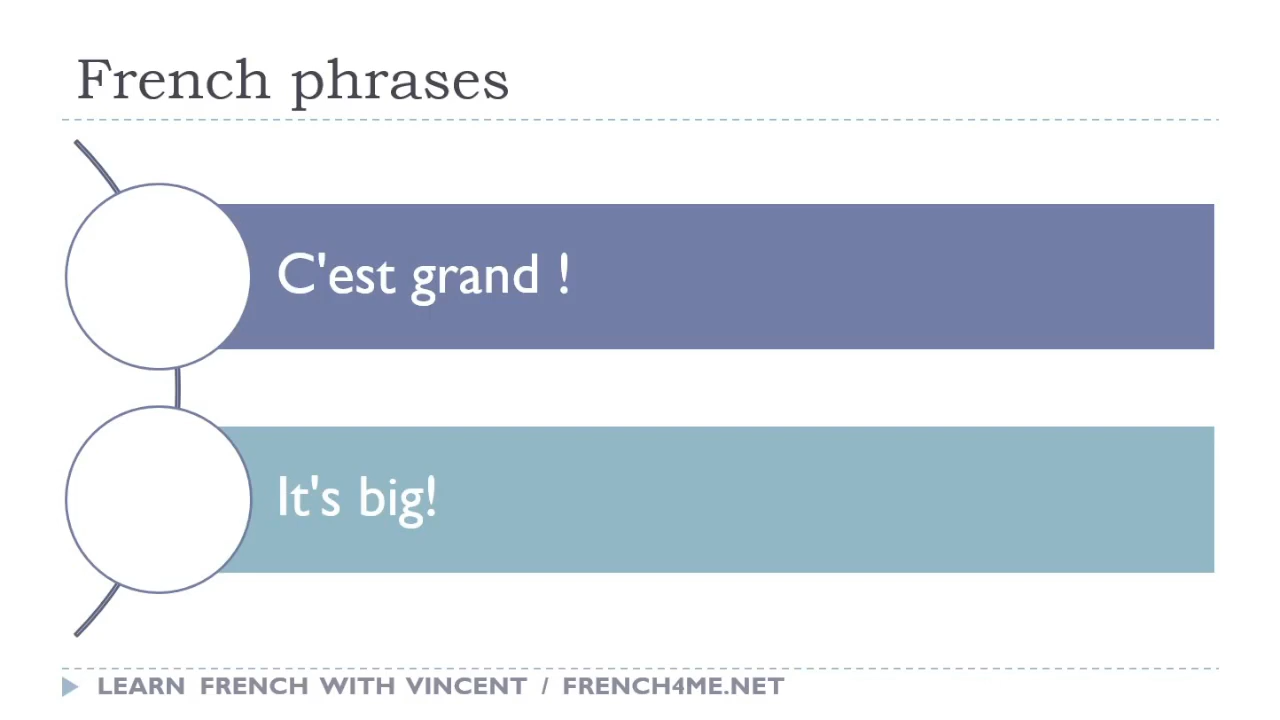 French phrases
C'est grand !
It's big!
LEARN FRENCH WITH VINCENT / FRENCH4ME.NET